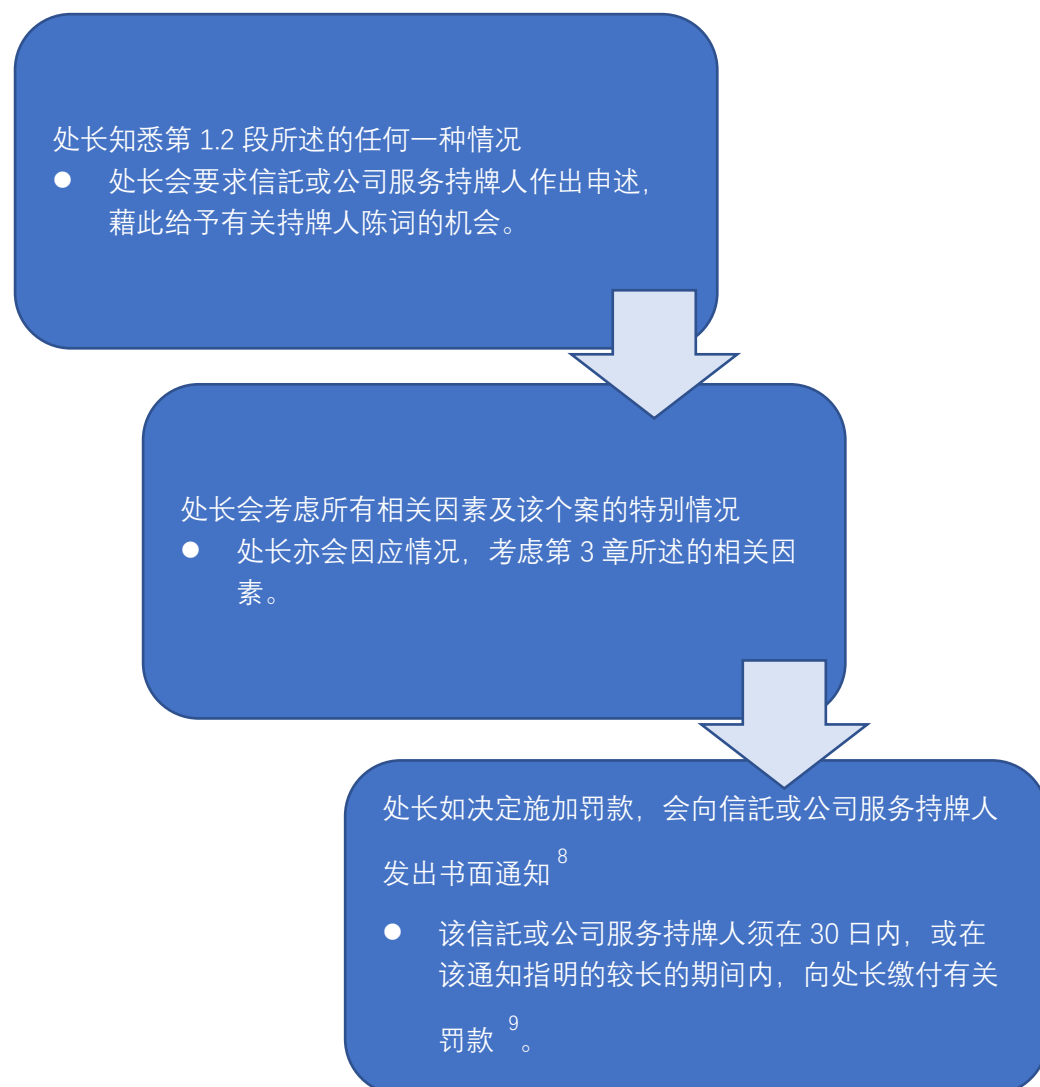 处长知悉第 1.2 段所述的任何一种情况
● 处长会要求信託或公司服务持牌人作出申述，
藉此给予有关持牌人陈词的机会。
处长会考虑所有相关因素及该个案的特别情况
● 处长亦会因应情况，考虑第 3 章所述的相关因
素。
处长如决定施加罚款，会向信託或公司服务持牌人
发出书面通知 8
● 该信託或公司服务持牌人须在 30 日内，或在
该通知指明的较长的期间内，向处长缴付有关
罚款 9。